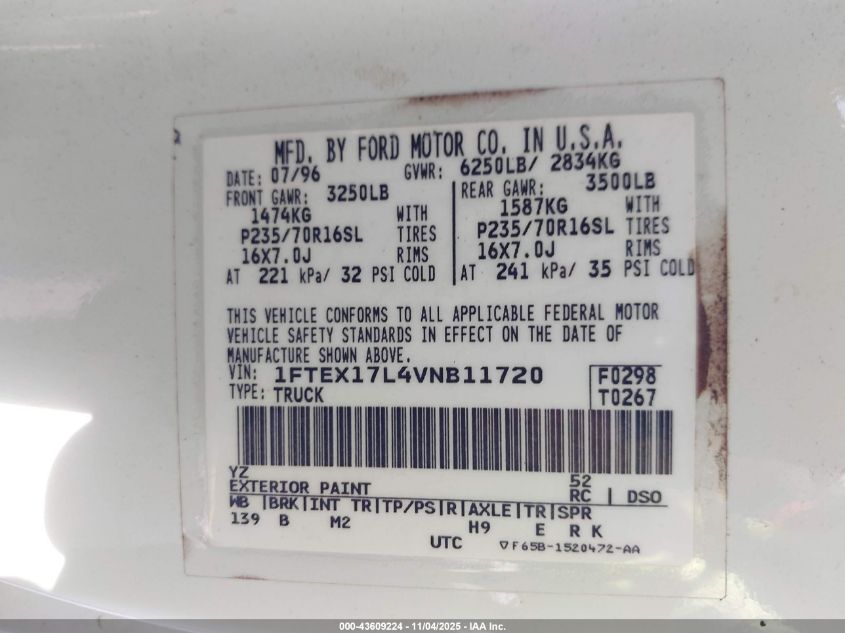 MFD. BY FORD MOTOR CO. IN U.S.A.
DATE: 07/96 GVWR: 6250LB/ 2834KG
FRONT GAWR: 3250LB REAR GAWR: 3500LB
1474KG WITH 1587KG WITH
P235/70R16SL TIRES P235/70R16SL TIRES
16X7.0J RIMS 16X7.0J RIMS
AT 221 kPa/ 32 PSI COLD AT 241 kPa/ 35 PSI COLD
THIS VEHICLE CONFORMS TO ALL APPLICABLE FEDERAL MOTOR
VEHICLE SAFETY STANDARDS IN EFFECT ON THE DATE OF
MANUFACTURE SHOWN ABOVE.
VIN: 1FTEX17L4VNB11720 F0298
TYPE: TRUCK T0267
YZ 52
EXTERIOR PAINT RC DSO
WB BRK INT TR TP/PS R AXLE TR SPR
139 B M2 H9 E R K
UTC F65B-1520472-AA
000-43609224 - 11/04/2025 - IAA Inc.